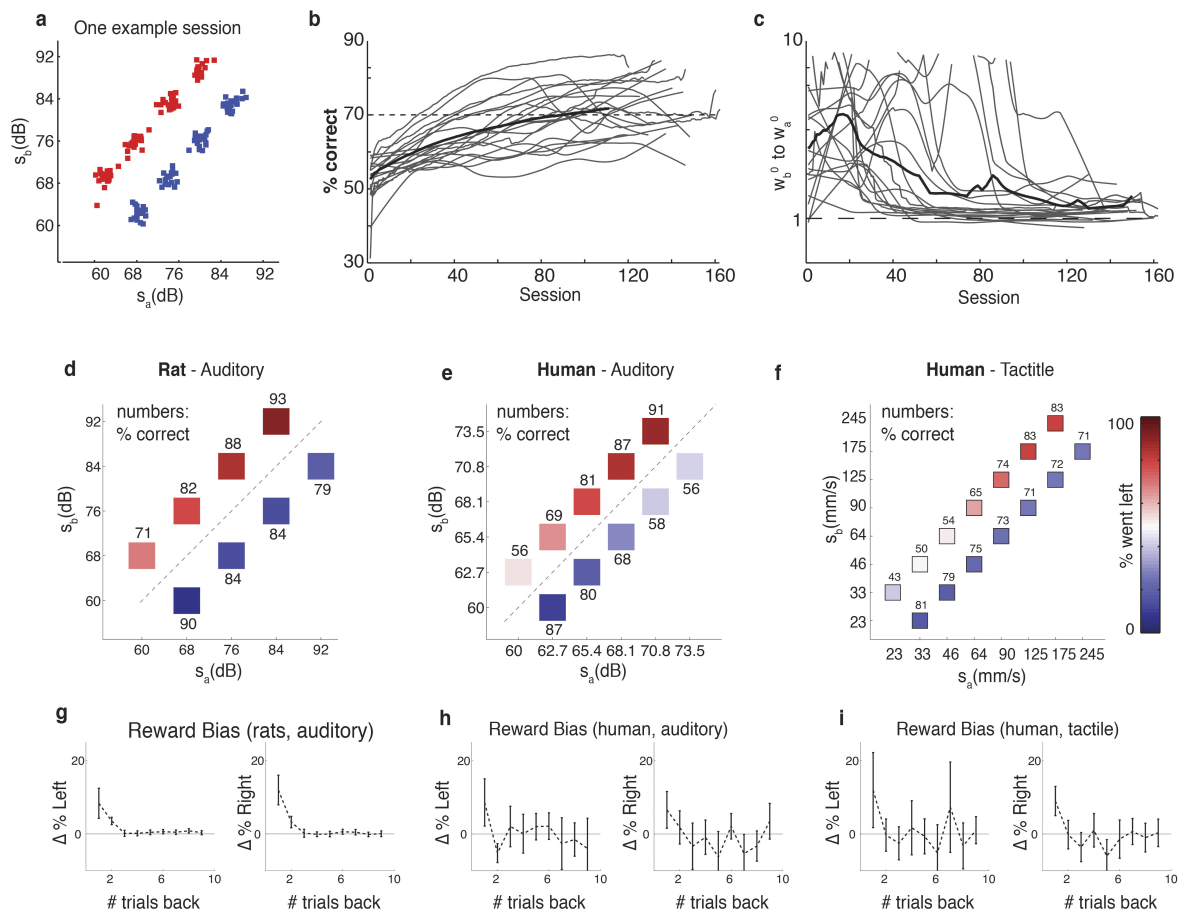 a
One example session
92
84
76
68
60
s_b(dB)
60 68 76 84 92
s_a(dB)
b
90
70
50
30
% correct
0 40 80 120 160
Session
c
10
1
w_b^0 to w_a^0
0 40 80 120 160
Session
d
Rat - Auditory
numbers:
% correct
93
88
82
71
79
84
84
90
92
84
76
68
60
s_b(dB)
60 68 76 84 92
s_a(dB)
e
Human - Auditory
numbers:
% correct
91
87
81
69
56
56
58
68
80
87
73.5
70.8
68.1
65.4
62.7
60
s_b(dB)
60 62.7 65.4 68.1 70.8 73.5
s_a(dB)
f
Human - Tactitle
numbers:
% correct
83
83
74
65
54
50
43
71
72
71
73
75
79
81
245
175
125
90
64
46
33
23
s_b(mm/s)
23 33 46 64 90 125 175 245
s_a(mm/s)
100
0
% went left
g
Reward Bias (rats, auditory)
20
0
Δ % Left
2 6 10
# trials back
20
0
Δ % Right
2 6 10
# trials back
h
Reward Bias (human, auditory)
20
0
Δ % Left
2 6 10
# trials back
20
0
Δ % Right
2 6 10
# trials back
i
Reward Bias (human, tactile)
20
0
Δ % Left
2 6 10
# trials back
20
0
Δ % Right
2 6 10
# trials back